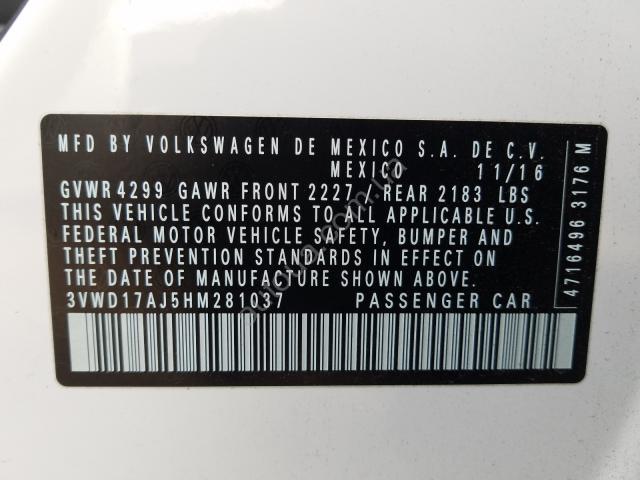 MFD BY VOLKSWAGEN DE MEXICO S.A. DE C.V.
MEXICO 11/16
GVWR 4299 GAWR FRONT 2227 / REAR 2183 LBS
THIS VEHICLE CONFORMS TO ALL APPLICABLE U.S.
FEDERAL MOTOR VEHICLE SAFETY, BUMPER AND
THEFT PREVENTION STANDARDS IN EFFECT ON
THE DATE OF MANUFACTURE SHOWN ABOVE.
3VWD17AJ5HM281037 PASSENGER CAR
4716496 3176 M